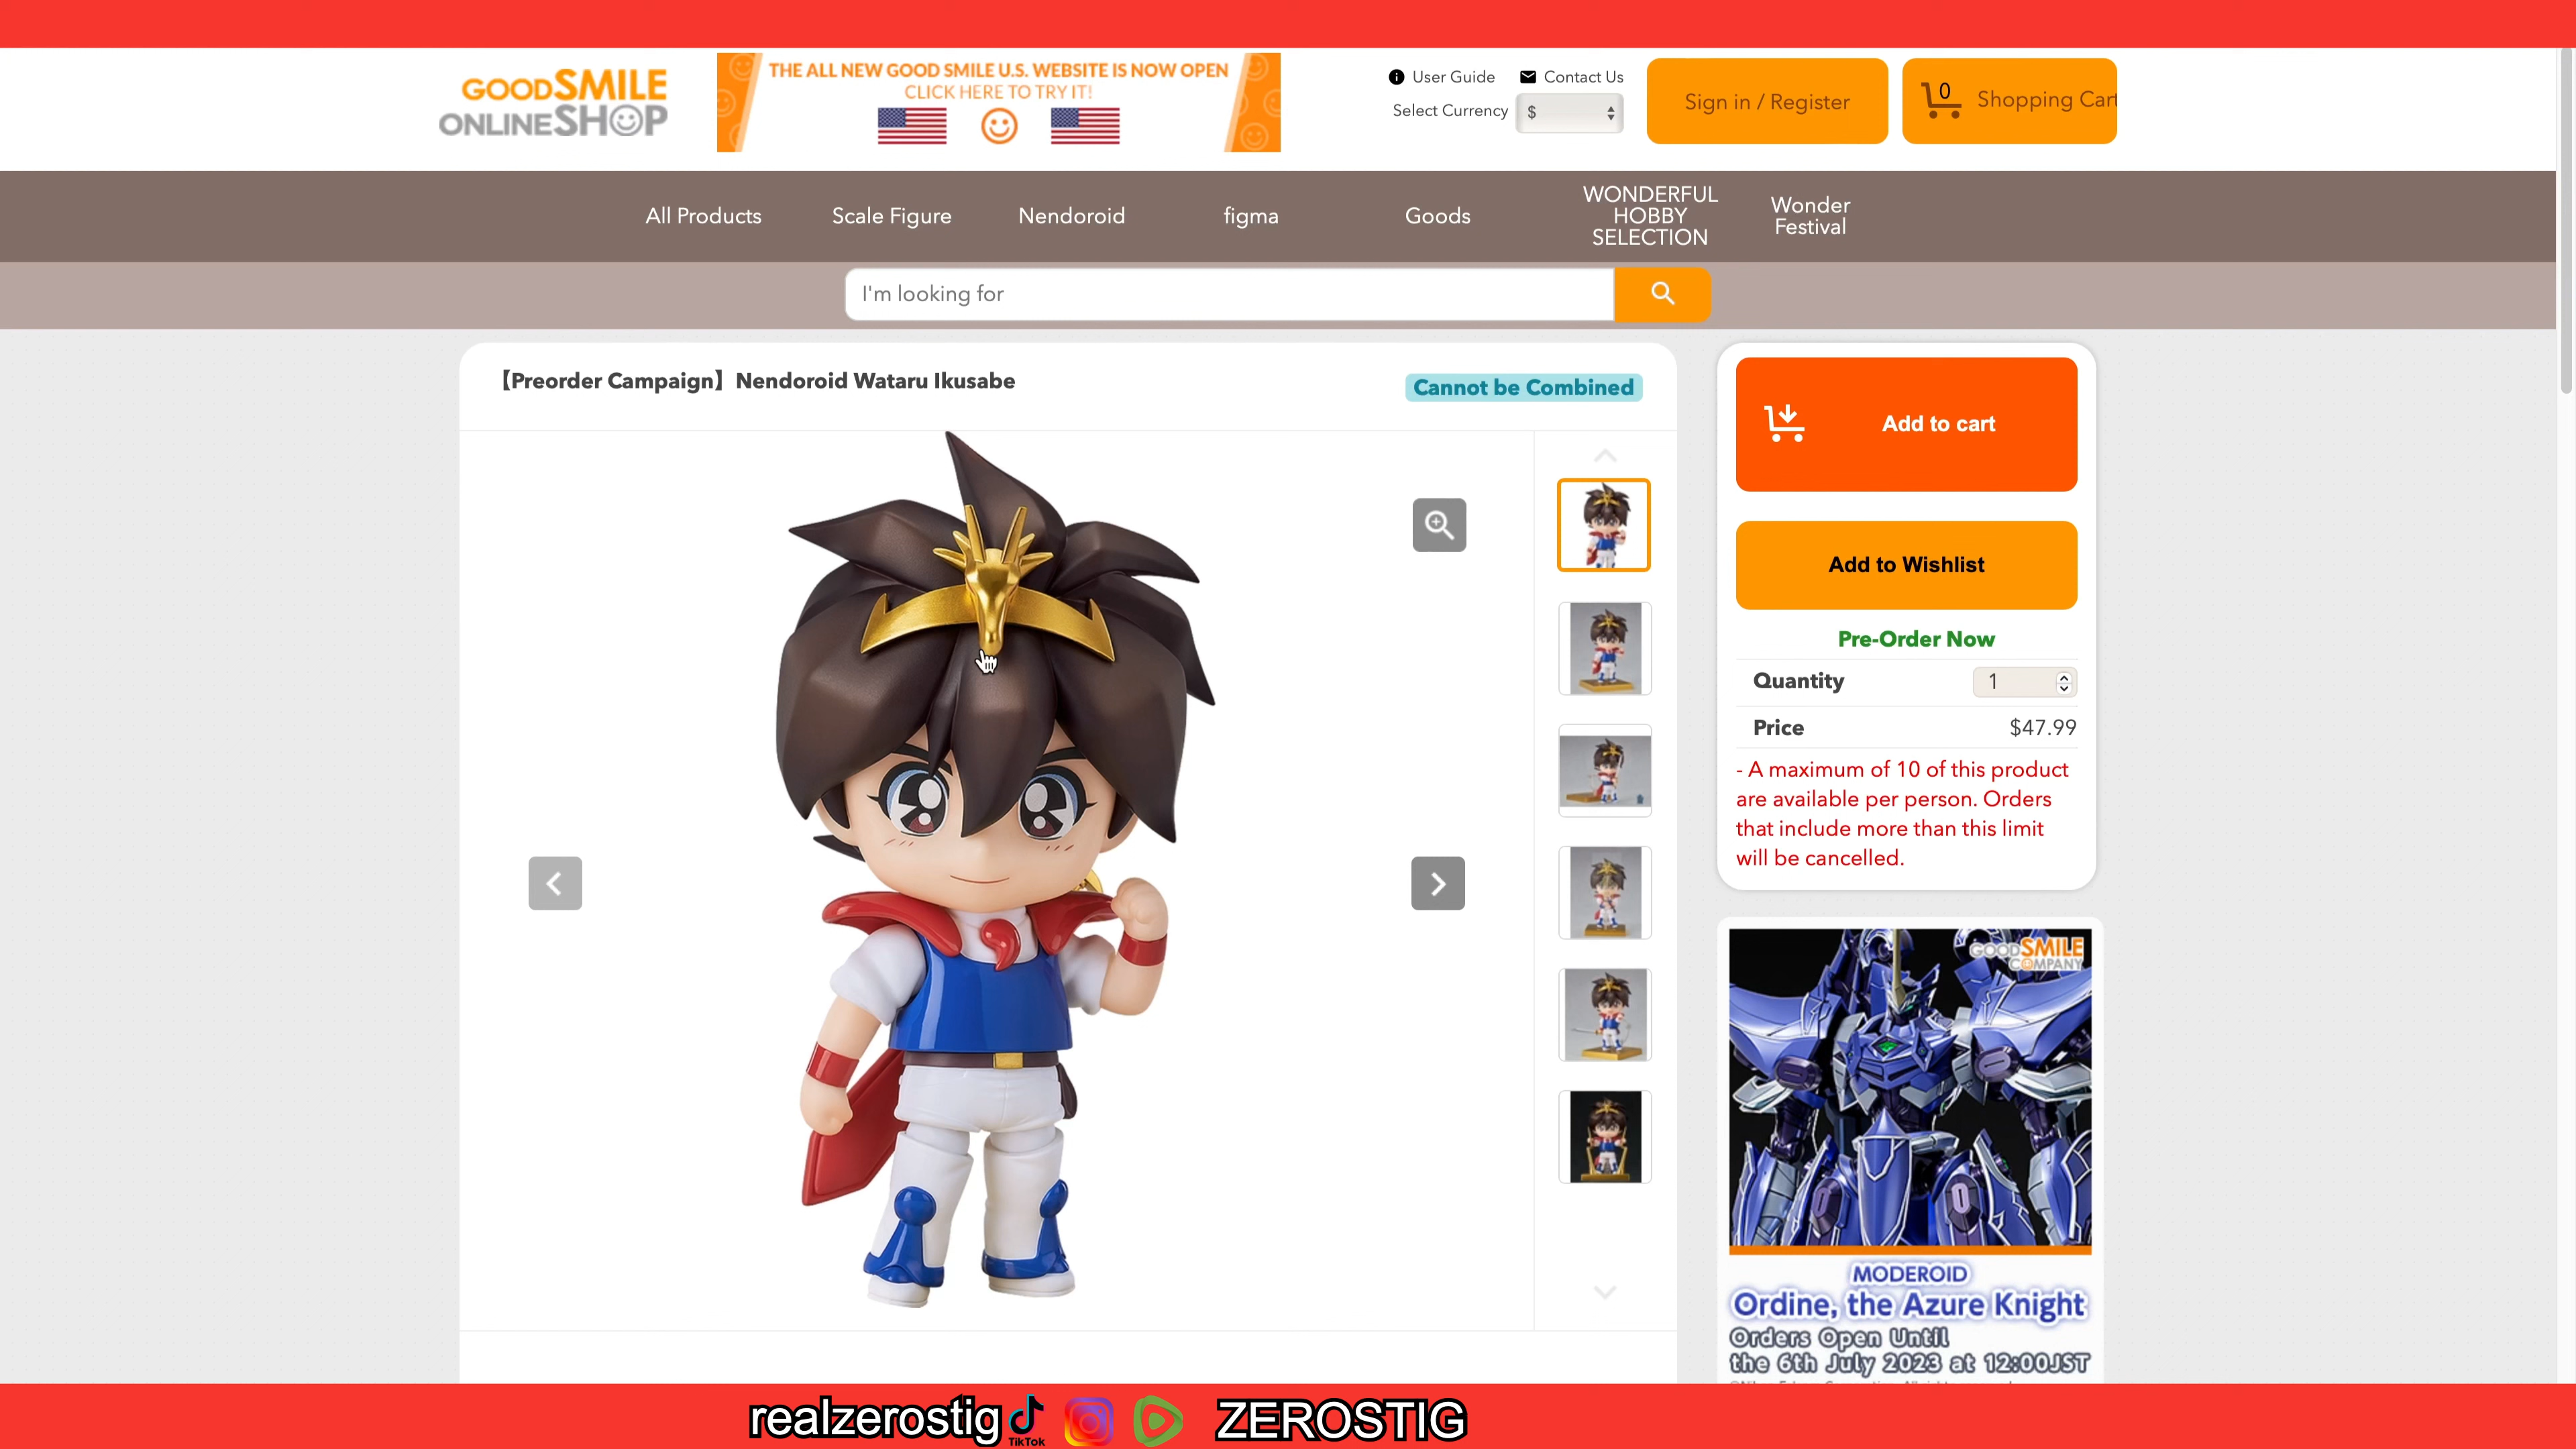 GOODSMILE
ONLINESHOP
THE ALL NEW GOOD SMILE U.S. WEBSITE IS NOW OPEN
CLICK HERE TO TRY IT!
User Guide
Contact Us
Select Currency
$
Sign in / Register
0
Shopping Cart
All Products
Scale Figure
Nendoroid
figma
Goods
WONDERFUL
HOBBY
SELECTION
Wonder
Festival
I'm looking for
【Preorder Campaign】Nendoroid Wataru Ikusabe
Cannot be Combined
Add to cart
Add to Wishlist
Pre-Order Now
Quantity
1
Price
$47.99
- A maximum of 10 of this product
are available per person. Orders
that include more than this limit
will be cancelled.
GOODSMILE
COMPANY
MODEROID
Ordine, the Azure Knight
Orders Open Until
the 6th July 2023 at 12:00JST
realzerostig
TikTok
ZEROSTIG